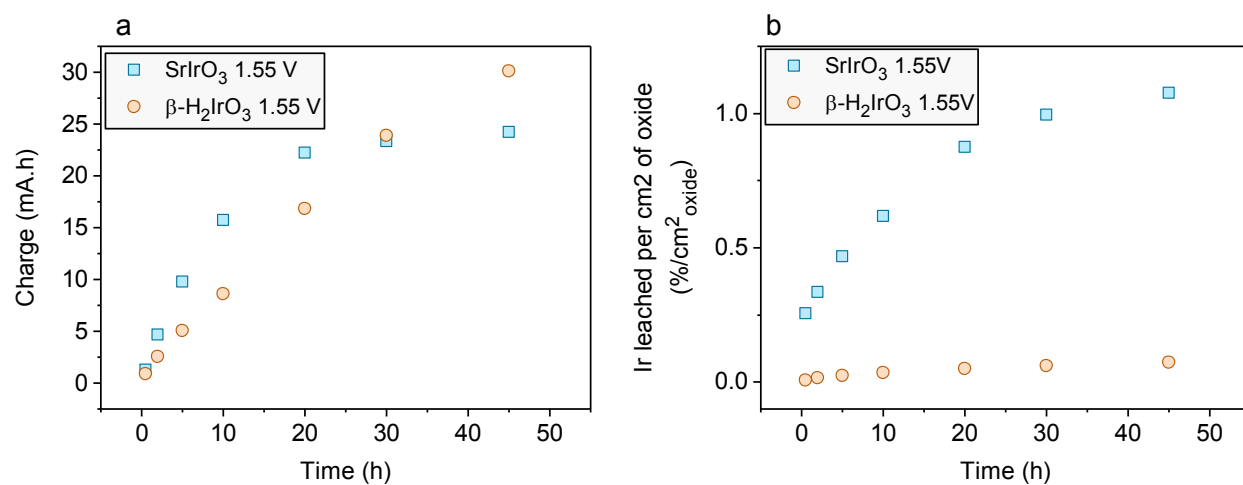 a
SrIrO3 1.55 V
β-H2IrO3 1.55 V
Charge (mA.h)
30
25
20
15
10
5
0
0 10 20 30 40 50
Time (h)
b
SrIrO3 1.55V
β-H2IrO3 1.55V
Ir leached per cm2 of oxide
(%/cm2oxide)
1.0
0.5
0.0
0 10 20 30 40 50
Time (h)